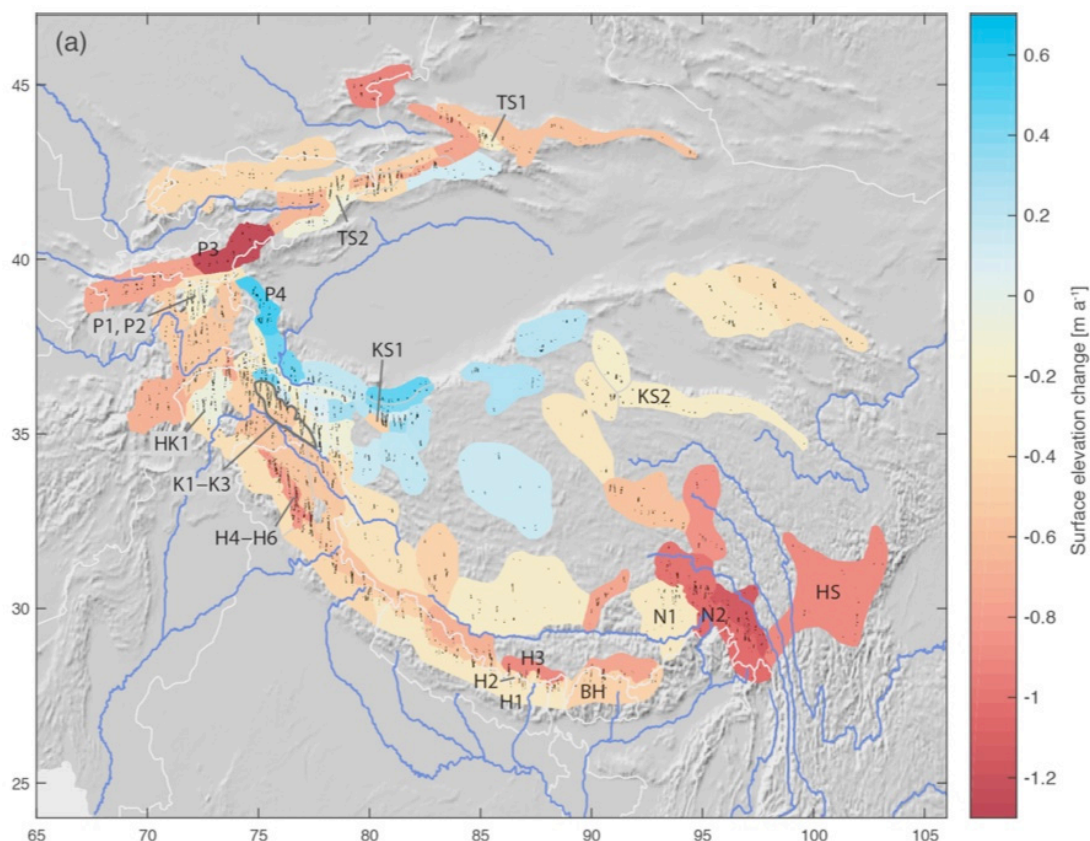 (a)
TS1
TS2
P3
P4
P1, P2
KS1
KS2
HK1
K1–K3
H4–H6
HS
N1
N2
H3
H2
H1
BH
45
40
35
30
25
65
70
75
80
85
90
95
100
105
0.6
0.4
0.2
0
-0.2
-0.4
-0.6
-0.8
-1
-1.2
Surface elevation change [m a⁻¹]